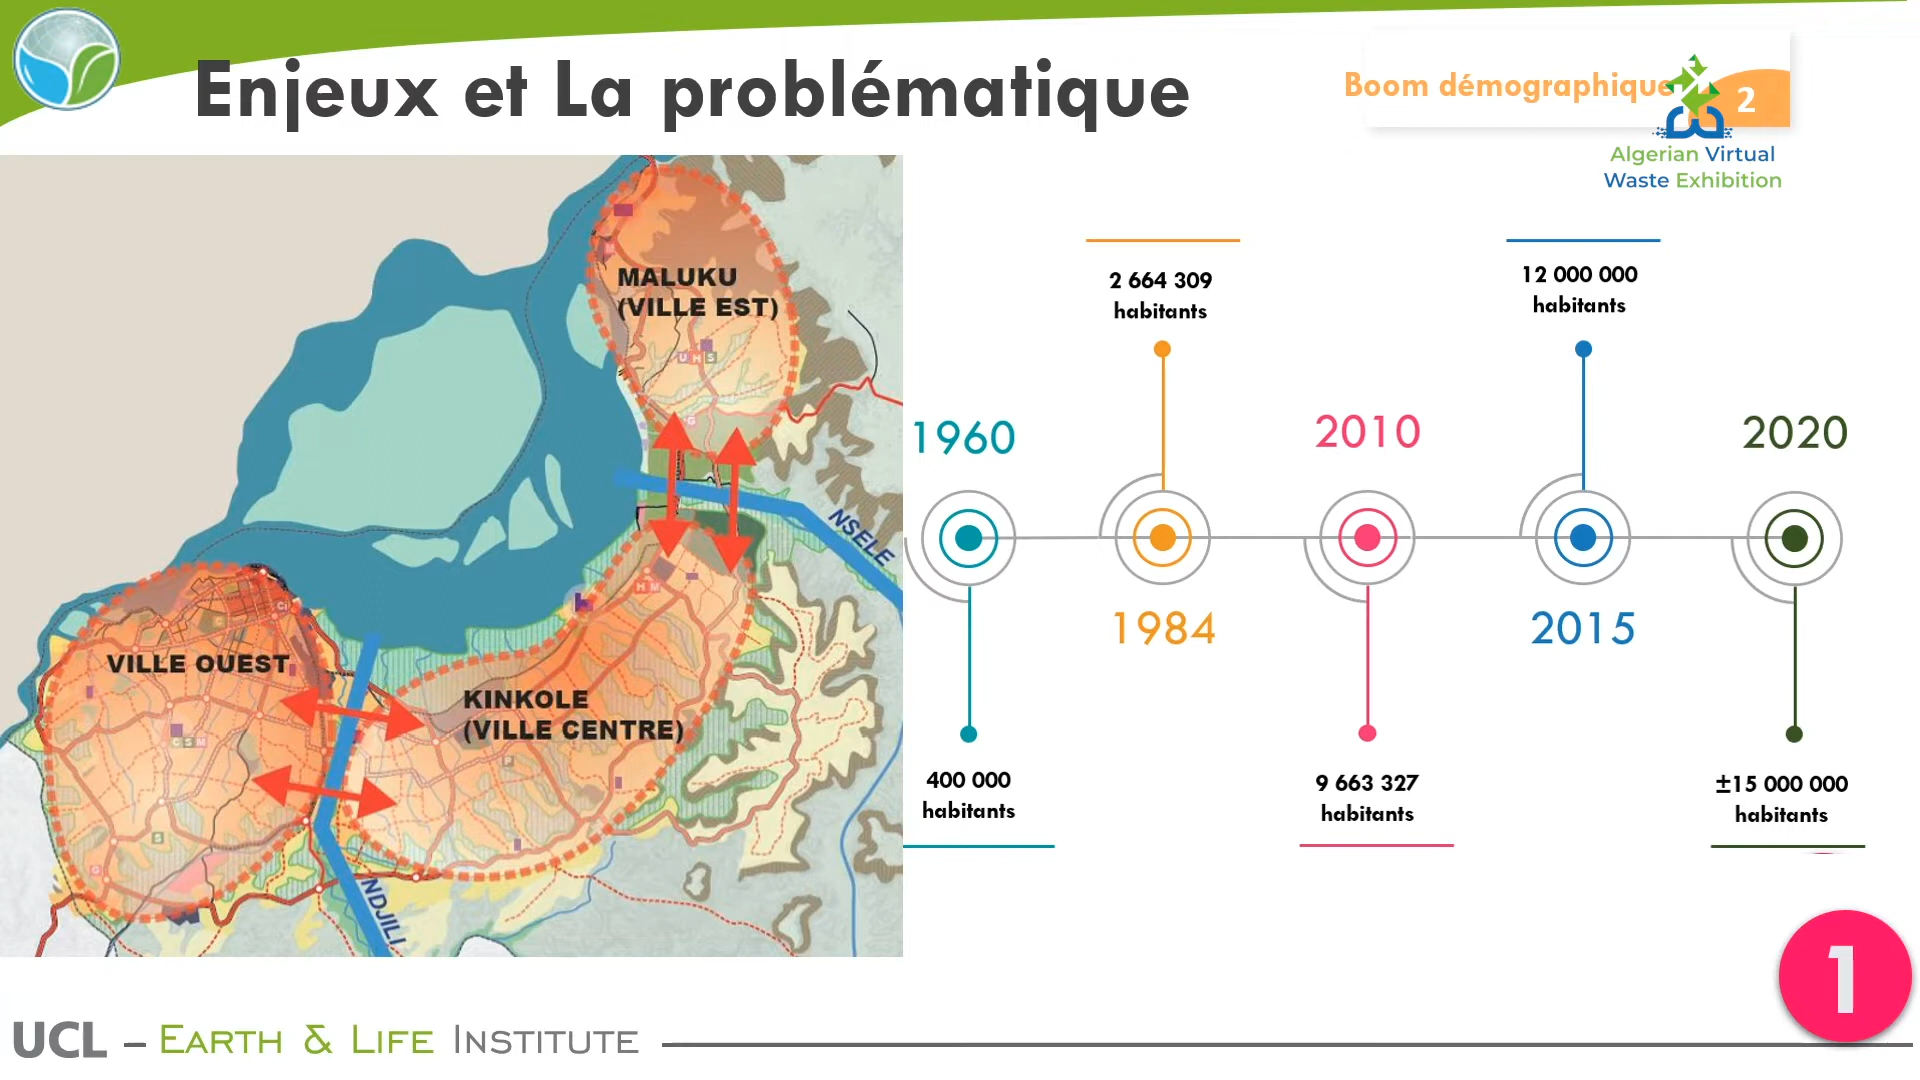 Enjeux et La problématique
Boom démographique
2
Algerian Virtual
Waste Exhibition
MALUKU
(VILLE EST)
U H S
G
NSELE
H M
Ci
C
VILLE OUEST
KINKOLE
(VILLE CENTRE)
C S M
P
S
NDJILI
2 664 309
habitants
12 000 000
habitants
1960
2010
2020
1984
2015
400 000
habitants
9 663 327
habitants
±15 000 000
habitants
1
UCL – EARTH & LIFE INSTITUTE